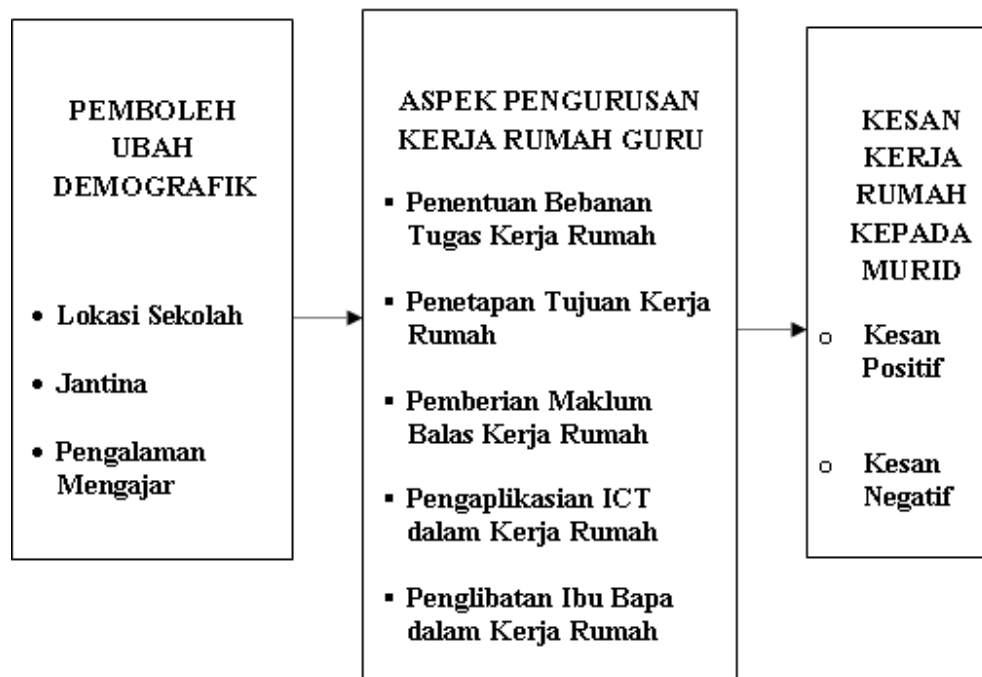 PEMBOLEH
UBAH
DEMOGRAFIK
• Lokasi Sekolah
• Jantina
• Pengalaman
Mengajar
ASPEK PENGURUSAN
KERJA RUMAH GURU
▪ Penentuan Bebanan
Tugas Kerja Rumah
▪ Penetapan Tujuan Kerja
Rumah
▪ Pemberian Maklum
Balas Kerja Rumah
▪ Pengaplikasian ICT
dalam Kerja Rumah
▪ Penglibatan Ibu Bapa
dalam Kerja Rumah
KESAN
KERJA
RUMAH
KEPADA
MURID
o Kesan
Positif
o Kesan
Negatif